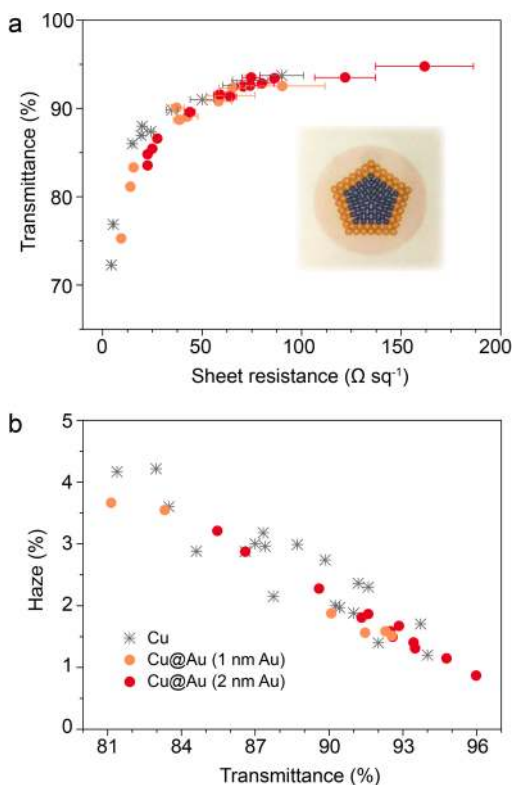 a
100
90
80
70
Transmittance (%)
0 50 100 150 200
Sheet resistance (Ω sq⁻¹)
b
5
4
3
2
1
0
Haze (%)
Cu
Cu@Au (1 nm Au)
Cu@Au (2 nm Au)
81 84 87 90 93 96
Transmittance (%)